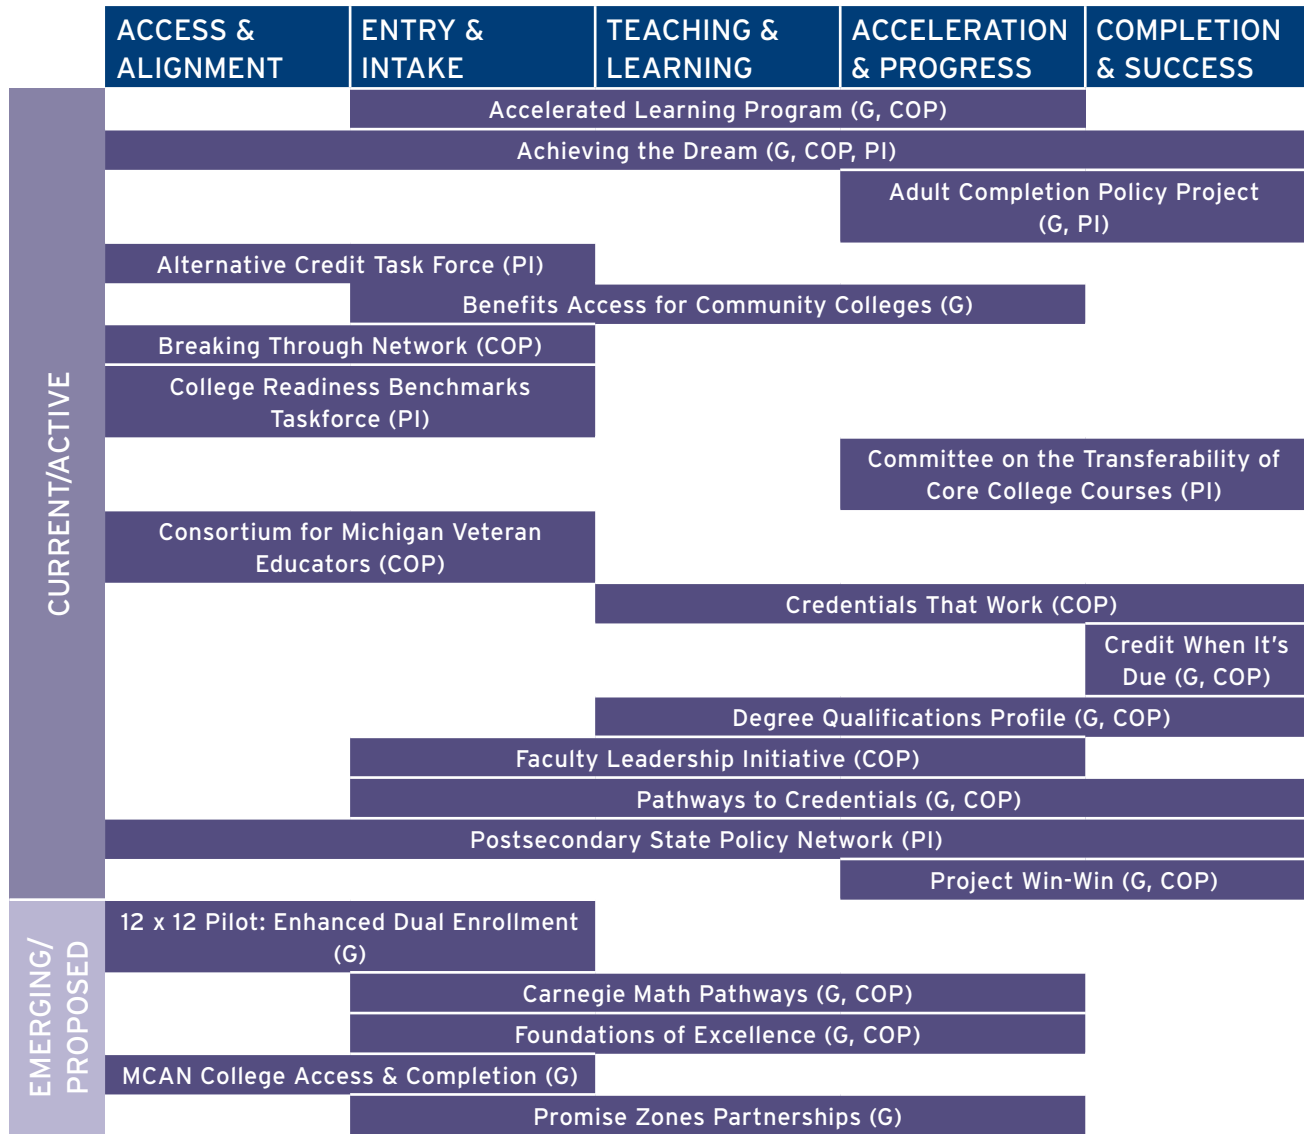 ACCESS &
ALIGNMENT
ENTRY &
INTAKE
TEACHING &
LEARNING
ACCELERATION
& PROGRESS
COMPLETION
& SUCCESS
CURRENT/ACTIVE
Accelerated Learning Program (G, COP)
Achieving the Dream (G, COP, PI)
Adult Completion Policy Project
(G, PI)
Alternative Credit Task Force (PI)
Benefits Access for Community Colleges (G)
Breaking Through Network (COP)
College Readiness Benchmarks
Taskforce (PI)
Committee on the Transferability of
Core College Courses (PI)
Consortium for Michigan Veteran
Educators (COP)
Credentials That Work (COP)
Credit When It's
Due (G, COP)
Degree Qualifications Profile (G, COP)
Faculty Leadership Initiative (COP)
Pathways to Credentials (G, COP)
Postsecondary State Policy Network (PI)
Project Win-Win (G, COP)
EMERGING/
PROPOSED
12 x 12 Pilot: Enhanced Dual Enrollment
(G)
Carnegie Math Pathways (G, COP)
Foundations of Excellence (G, COP)
MCAN College Access & Completion (G)
Promise Zones Partnerships (G)